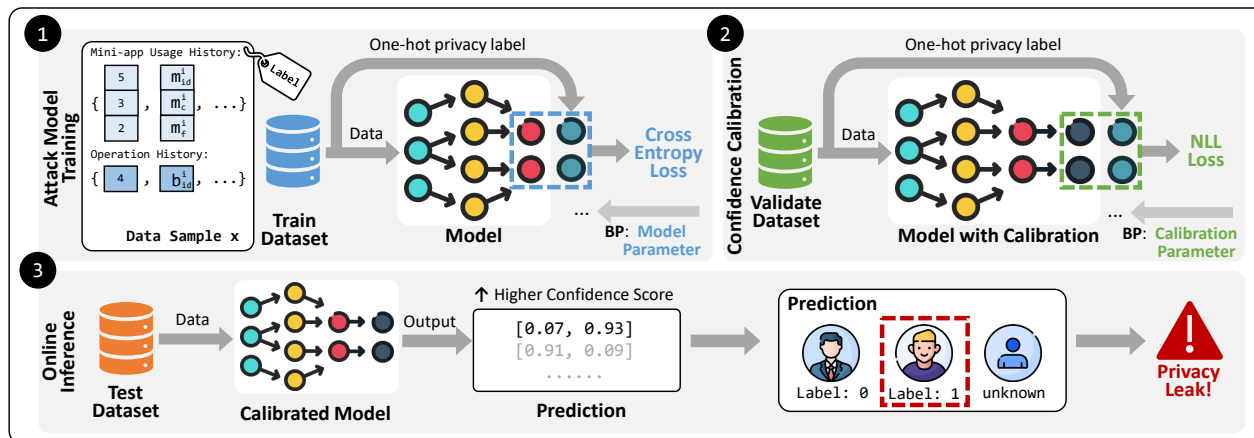 1
Attack Model
Training
Mini-app Usage History:
Label
5
3
2
{ , , ...}
m^i_id
m^i_c
m^i_f
Operation History:
{ 4 , b^i_id , ...}
Data Sample x
Train
Dataset
Data
One-hot privacy label
Model
Cross
Entropy
Loss
...
BP: Model
Parameter
2
Confidence Calibration
Validate
Dataset
Data
One-hot privacy label
Model with Calibration
NLL
Loss
...
BP: Calibration
Parameter
3
Online
Inference
Test
Dataset
Data
Calibrated Model
Output
↑ Higher Confidence Score
[0.07, 0.93]
[0.91, 0.09]
......
Prediction
Prediction
Label: 0
Label: 1
unknown
Privacy
Leak!